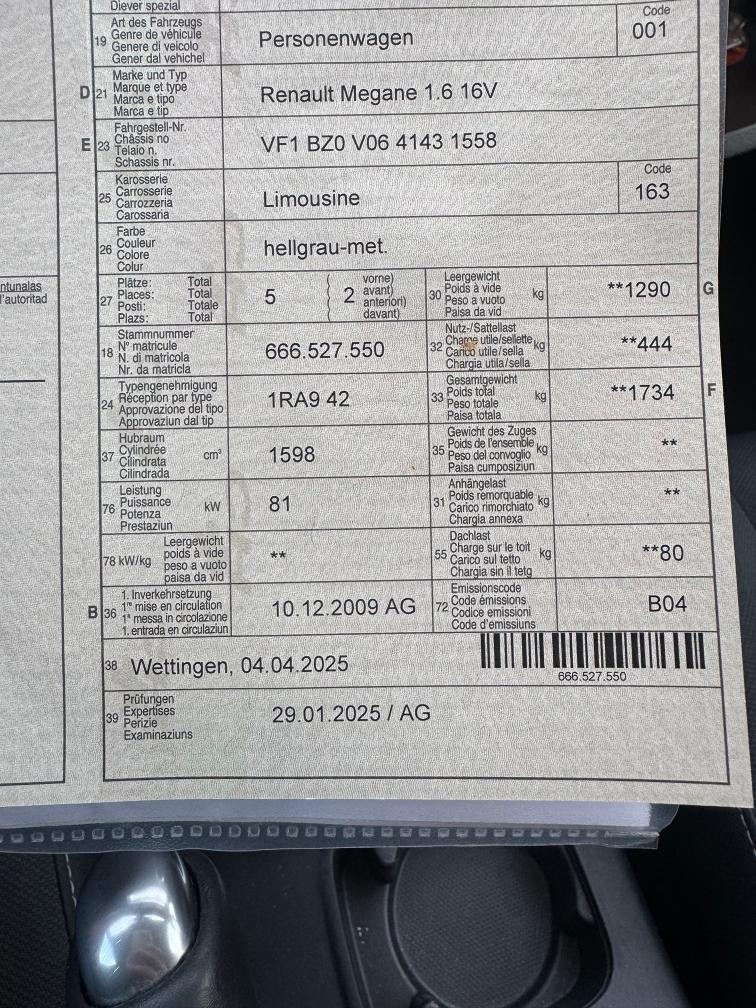 Diever spezial
19 Art des Fahrzeugs
Genre de véhicule
Genere di veicolo
Gener dal vehichel
Personenwagen
Code
001
D 21 Marke und Typ
Marque et type
Marca e tipo
Marca e tip
Renault Megane 1.6 16V
E 23 Fahrgestell-Nr.
Châssis no
Telaio n.
Schassis nr.
VF1 BZ0 V06 4143 1558
25 Karosserie
Carrosserie
Carrozzeria
Carossaria
Limousine
Code
163
26 Farbe
Couleur
Colore
Colur
hellgrau-met.
ntunalas
l'autoritad
27 Plätze: Total
Places: Total
Posti: Totale
Plazs: Total
5
2
vorne)
avant)
anteriori)
davant)
30 Leergewicht
Poids à vide
Peso a vuoto
Paisa da vid
kg
**1290
G
18 Stammnummer
N° matricule
N. di matricola
Nr. da matricla
666.527.550
32 Nutz-/Sattellast
Charge utile/sellette
Carico utile/sella
Chargia utila/sella
kg
**444
24 Typengenehmigung
Réception par type
Approvazione del tipo
Approvaziun dal tip
1RA9 42
33 Gesamtgewicht
Poids total
Peso totale
Paisa totala
kg
**1734
F
37 Hubraum
Cylindrée
Cilindrata
Cilindrada
cm³
1598
35 Gewicht des Zuges
Poids de l'ensemble
Peso del convoglio
Paisa cumposiziun
kg
**
76 Leistung
Puissance
Potenza
Prestaziun
kW
81
31 Anhängelast
Poids remorquable
Carico rimorchiato
Chargia annexa
kg
**
78 kW/kg
Leergewicht
poids à vide
peso a vuoto
paisa da vid
**
55 Dachlast
Charge sur le toit
Carico sul tetto
Chargia sin il tetg
kg
**80
B 36 1. Inverkehrsetzung
1re mise en circulation
1a messa in circolazione
1. entrada en circulaziun
10.12.2009 AG
72 Emissionscode
Code émissions
Codice emissioni
Code d'emissiuns
B04
38 Wettingen, 04.04.2025
666.527.550
39 Prüfungen
Expertises
Perizie
Examinaziuns
29.01.2025 / AG